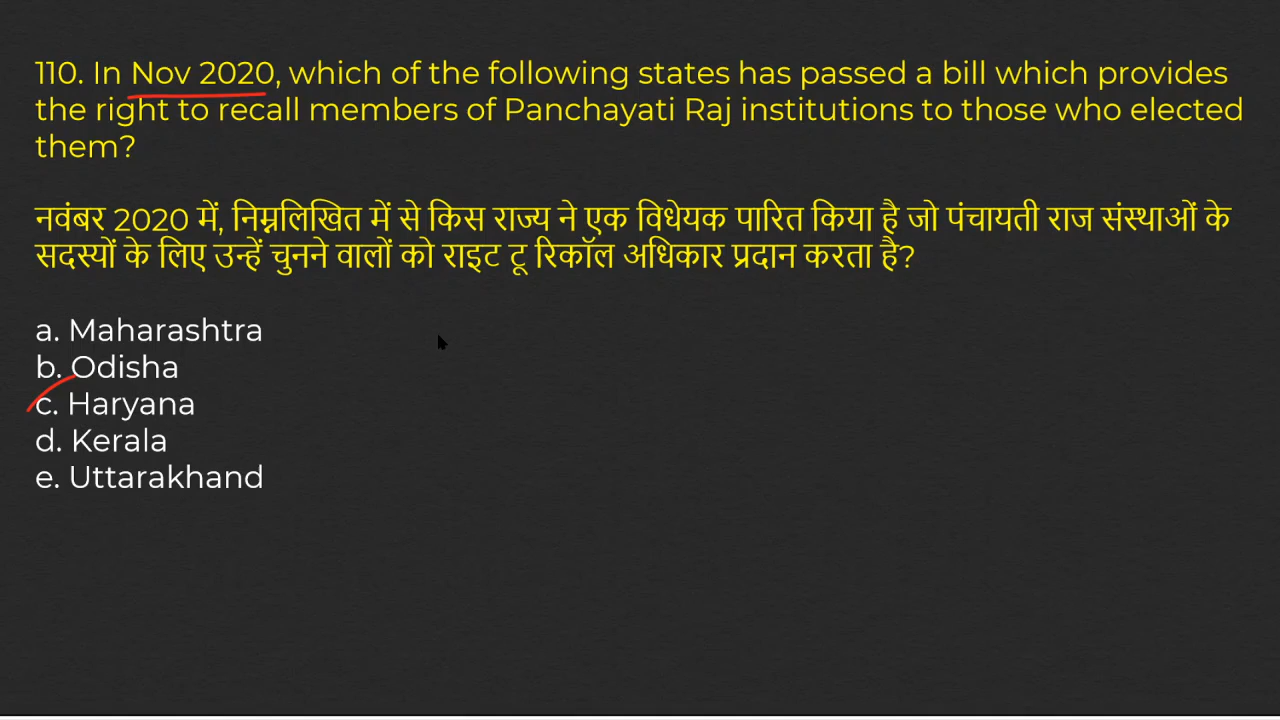 110. In Nov 2020, which of the following states has passed a bill which provides
the right to recall members of Panchayati Raj institutions to those who elected
them?
नवंबर 2020 में, निम्नलिखित में से किस राज्य ने एक विधेयक पारित किया है जो पंचायती राज संस्थाओं के
सदस्यों के लिए उन्हें चुनने वालों को राइट टू रिकॉल अधिकार प्रदान करता है?
a. Maharashtra
b. Odisha
c. Haryana
d. Kerala
e. Uttarakhand